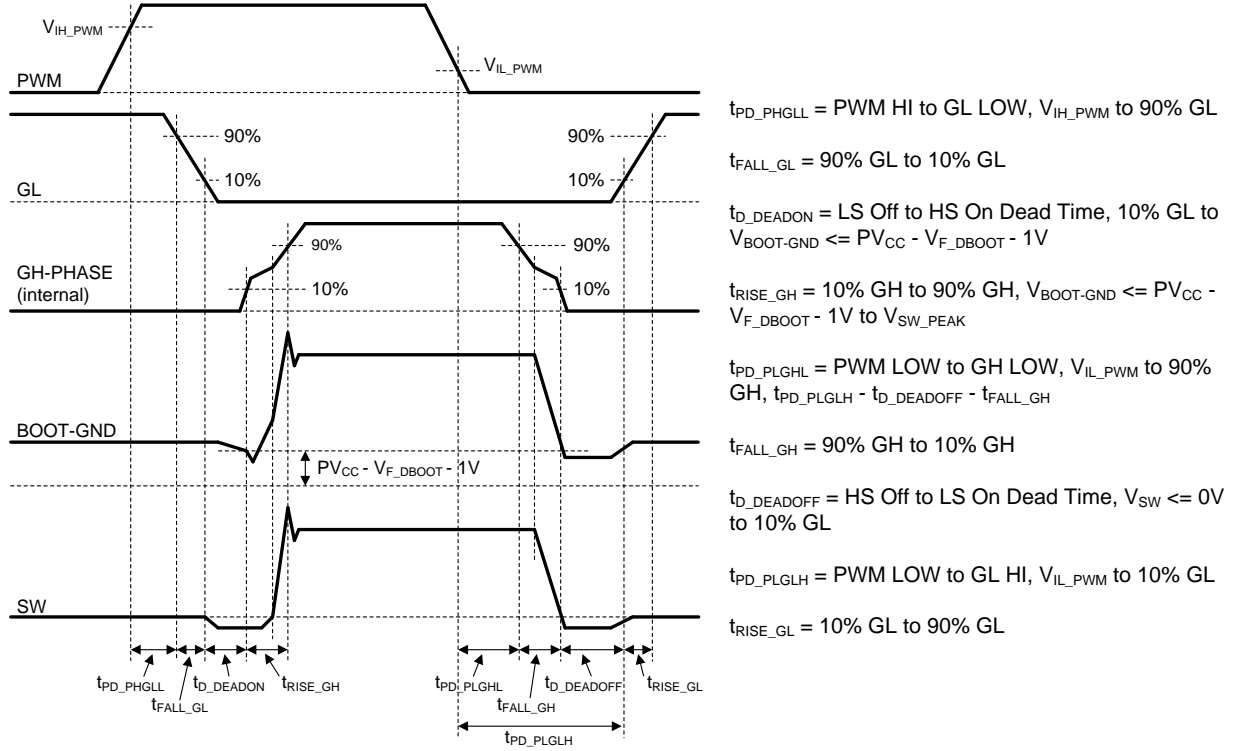 V_IH_PWM
V_IL_PWM
PWM
90%
90%
10%
10%
GL
90%
90%
GH-PHASE
(internal)
10%
10%
BOOT-GND
PV_CC - V_F_DBOOT - 1V
SW
t_PD_PHGLL
t_D_DEADON
t_RISE_GH
t_PD_PLGHL
t_D_DEADOFF
t_RISE_GL
t_FALL_GL
t_FALL_GH
t_PD_PLGLH
t_PD_PHGLL = PWM HI to GL LOW, V_IH_PWM to 90% GL
t_FALL_GL = 90% GL to 10% GL
t_D_DEADON = LS Off to HS On Dead Time, 10% GL to
V_BOOT-GND <= PV_CC - V_F_DBOOT - 1V
t_RISE_GH = 10% GH to 90% GH, V_BOOT-GND <= PV_CC -
V_F_DBOOT - 1V to V_SW_PEAK
t_PD_PLGHL = PWM LOW to GH LOW, V_IL_PWM to 90%
GH, t_PD_PLGLH - t_D_DEADOFF - t_FALL_GH
t_FALL_GH = 90% GH to 10% GH
t_D_DEADOFF = HS Off to LS On Dead Time, V_SW <= 0V
to 10% GL
t_PD_PLGLH = PWM LOW to GL HI, V_IL_PWM to 10% GL
t_RISE_GL = 10% GL to 90% GL